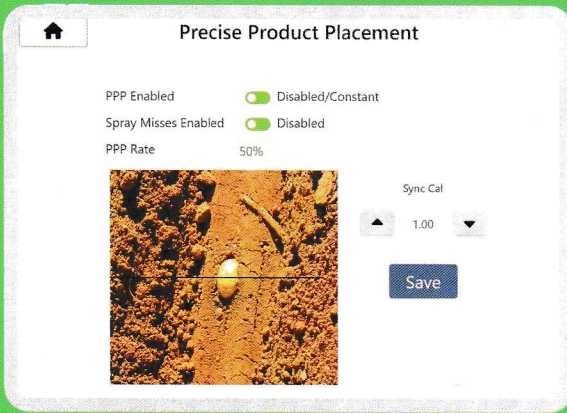 Precise Product Placement
PPP Enabled Disabled/Constant
Spray Misses Enabled Disabled
PPP Rate 50%
Sync Cal
1.00
Save